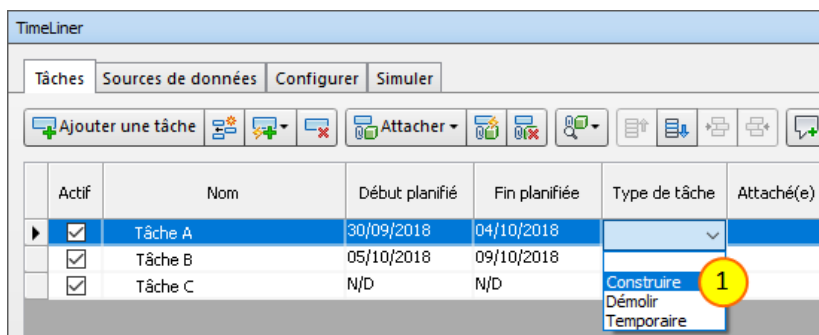 TimeLiner
Tâches Sources de données Configurer Simuler
Ajouter une tâche Attacher
Actif Nom Début planifié Fin planifiée Type de tâche Attaché(e)
Tâche A 30/09/2018 04/10/2018
Tâche B 05/10/2018 09/10/2018
Tâche C N/D N/D Construire 1
Démolir
Temporaire